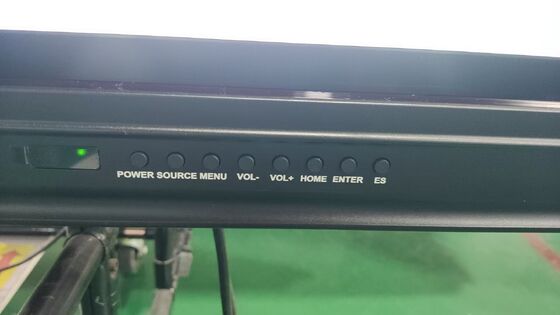 POWER SOURCE MENU VOL- VOL+ HOME ENTER ES